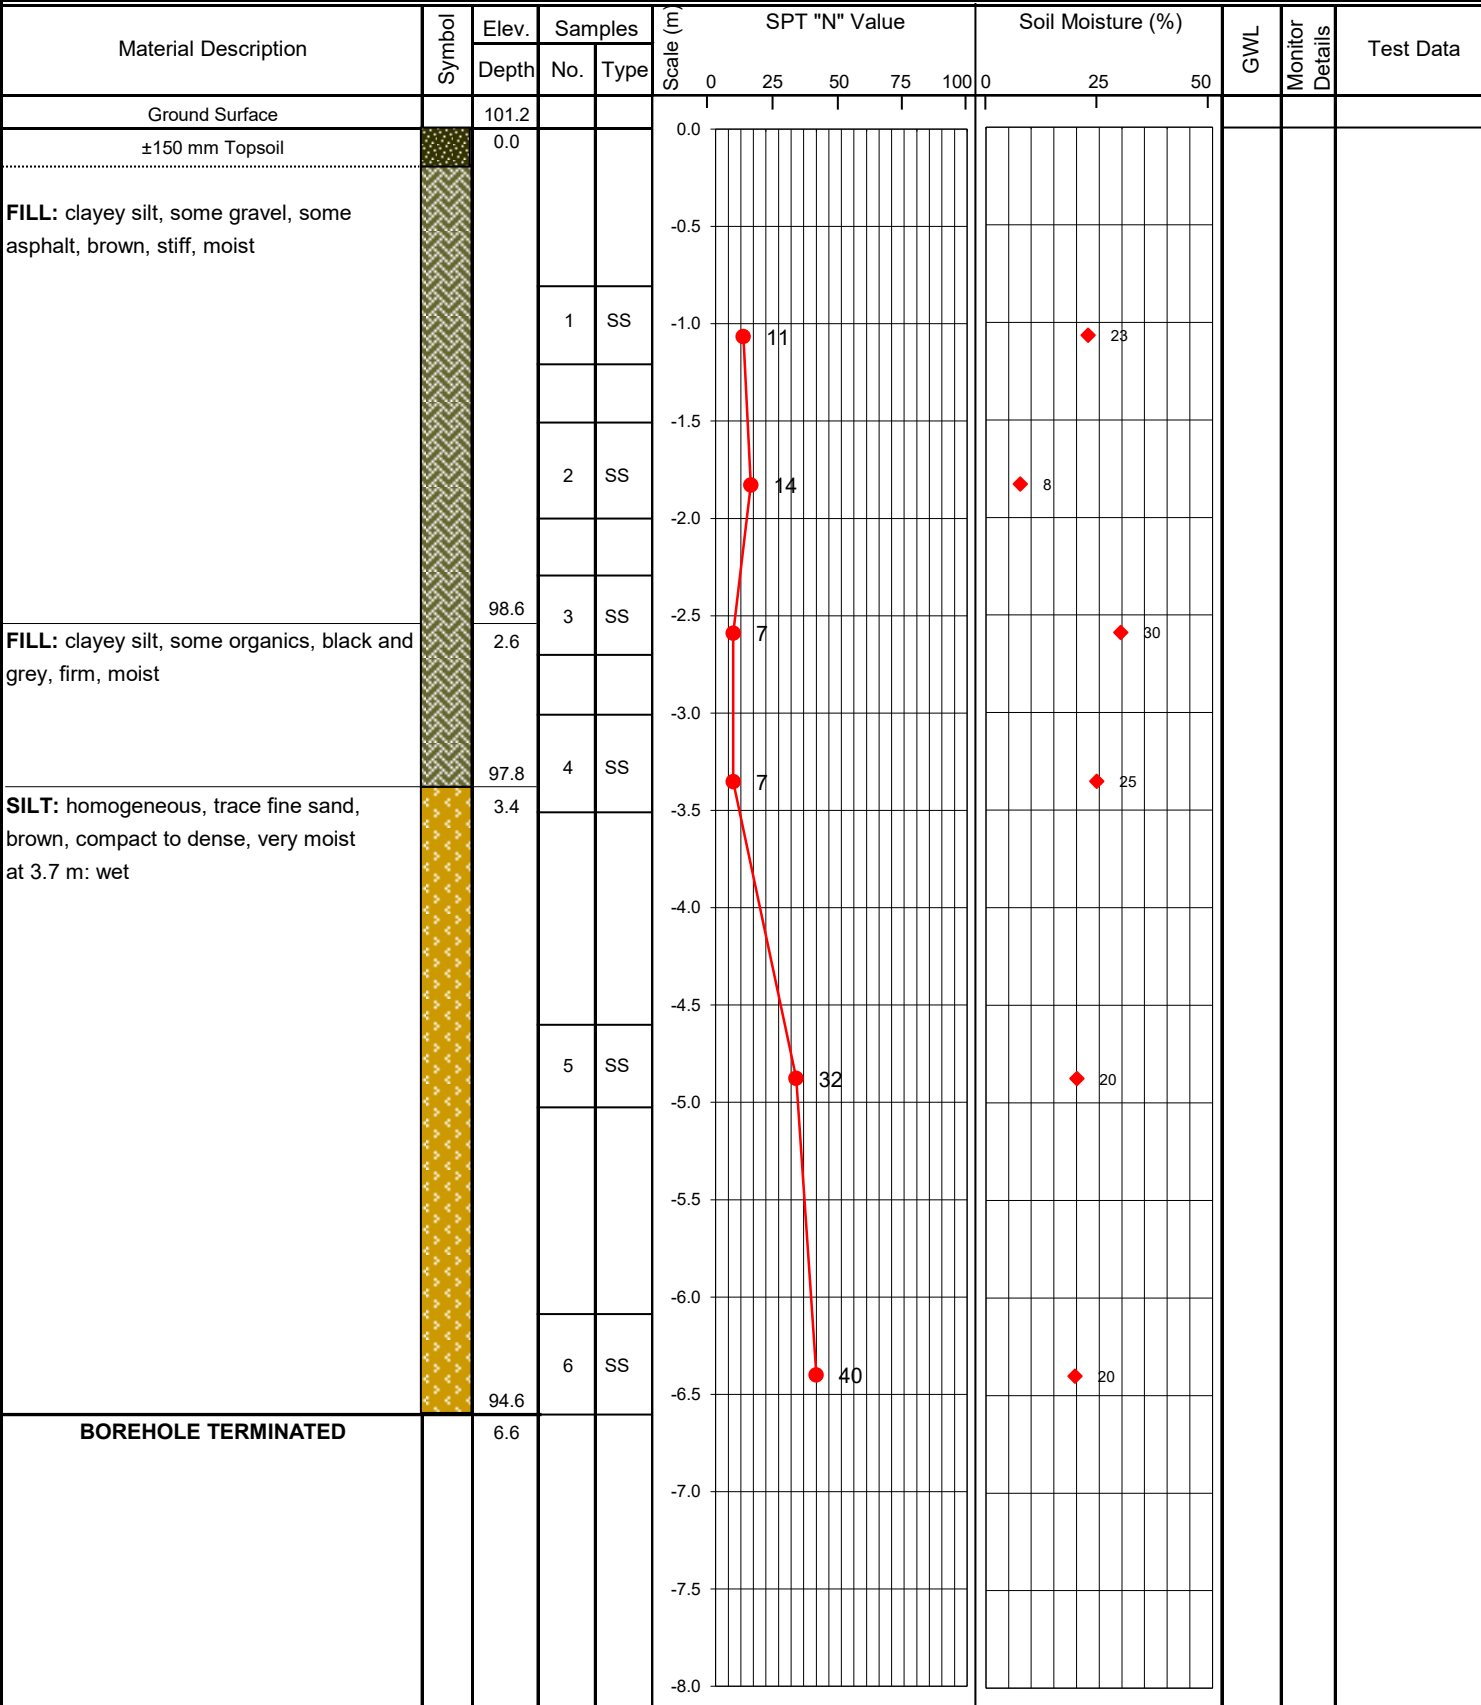 Material Description
Symbol
Elev.
Depth
Samples
No.
Type
Scale (m)
SPT "N" Value
0 25 50 75 100
Soil Moisture (%)
0 25 50
GWL
Monitor
Details
Test Data
Ground Surface
101.2
±150 mm Topsoil
0.0
FILL: clayey silt, some gravel, some
asphalt, brown, stiff, moist
98.6
FILL: clayey silt, some organics, black and
2.6
grey, firm, moist
97.8
SILT: homogeneous, trace fine sand,
3.4
brown, compact to dense, very moist
at 3.7 m: wet
94.6
BOREHOLE TERMINATED
6.6
1 SS
2 SS
3 SS
4 SS
5 SS
6 SS
0.0
-0.5
-1.0
-1.5
-2.0
-2.5
-3.0
-3.5
-4.0
-4.5
-5.0
-5.5
-6.0
-6.5
-7.0
-7.5
-8.0
11
14
7
7
32
40
23
8
30
25
20
20